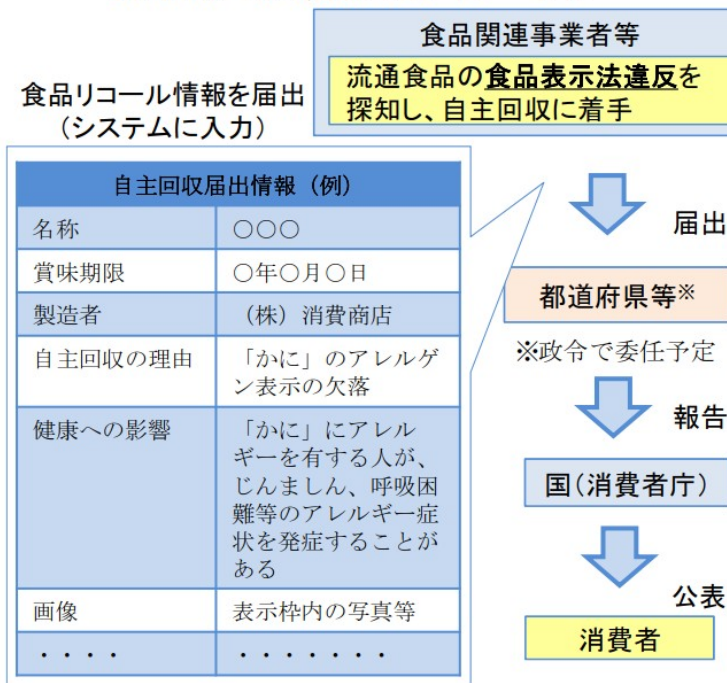 食品関連事業者等
流通食品の食品表示法違反を
探知し、自主回収に着手
食品リコール情報を届出
（システムに入力）
自主回収届出情報（例）
名称　○○○
賞味期限　○年○月○日
製造者　（株）消費商店
自主回収の理由　「かに」のアレルゲ
ン表示の欠落
健康への影響　「かに」にアレル
ギーを有する人が、
じんましん、呼吸困
難等のアレルギー症
状を発症することが
ある
画像　表示枠内の写真等
・・・・　・・・・・・・
届出
都道府県等※
※政令で委任予定
報告
国（消費者庁）
公表
消費者